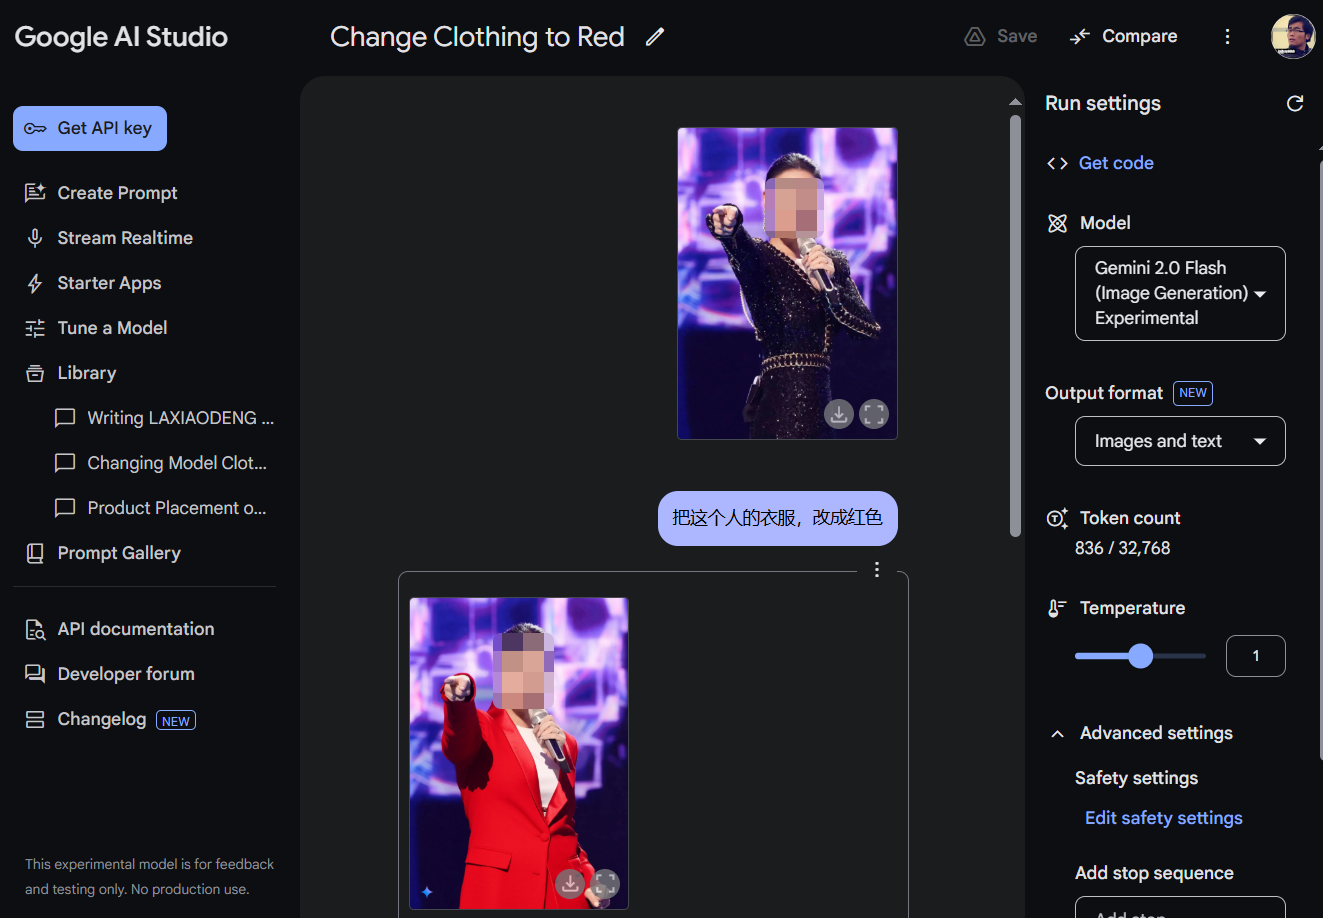 Google AI Studio
Change Clothing to Red
Save
Compare
Get API key
Create Prompt
Stream Realtime
Starter Apps
Tune a Model
Library
Writing LAXIAODENG ...
Changing Model Clot...
Product Placement o...
Prompt Gallery
API documentation
Developer forum
Changelog NEW
This experimental model is for feedback
and testing only. No production use.
把这个人的衣服，改成红色
Run settings
Get code
Model
Gemini 2.0 Flash
(Image Generation)
Experimental
Output format NEW
Images and text
Token count
836 / 32,768
Temperature
1
Advanced settings
Safety settings
Edit safety settings
Add stop sequence
Add stop